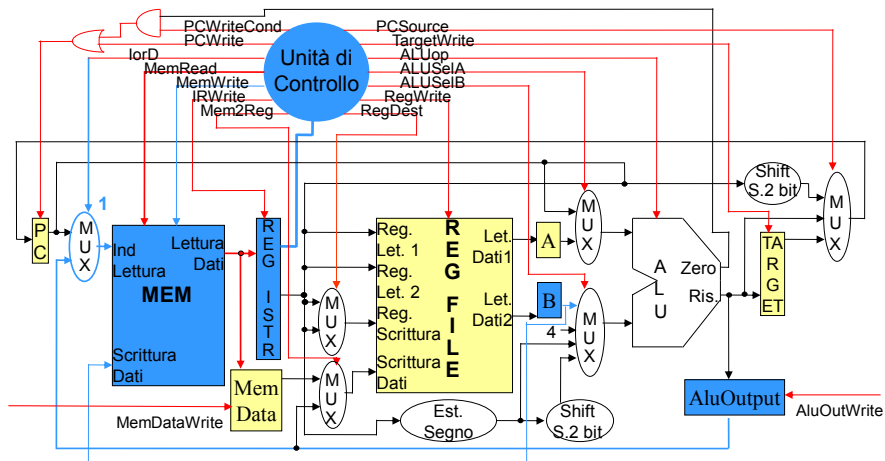 PCWriteCond
PCSource
PCWrite
TargetWrite
Unità di
Controllo
IorD
ALUop
MemRead
ALUSelA
MemWrite
ALUSelB
IRWrite
RegWrite
Mem2Reg
RegDest
Shift
S.2 bit
1
P
C
M
U
X
Ind
Lettura
Lettura
Dati
MEM
Scrittura
Dati
R
E
G
I
S
T
R
Mem
Data
MemDataWrite
M
U
X
M
U
X
Reg.
Let. 1
Reg.
Let. 2
Reg.
Scrittura
Scrittura
Dati
R
E
G
F
I
L
E
Let.
Dati1
Let.
Dati2
A
B
M
U
X
4
M
U
X
A
L
U
Zero
Ris.
TA
RG
ET
M
U
X
Est.
Segno
Shift
S.2 bit
AluOutput
AluOutWrite